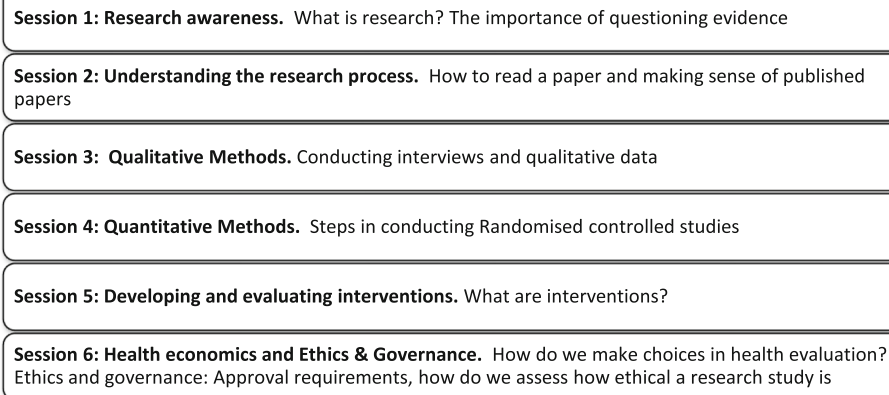 Session 1: Research awareness.  What is research? The importance of questioning evidence
Session 2: Understanding the research process.  How to read a paper and making sense of published
papers
Session 3:  Qualitative Methods. Conducting interviews and qualitative data
Session 4: Quantitative Methods.  Steps in conducting Randomised controlled studies
Session 5: Developing and evaluating interventions. What are interventions?
Session 6: Health economics and Ethics & Governance.  How do we make choices in health evaluation?
Ethics and governance: Approval requirements, how do we assess how ethical a research study is